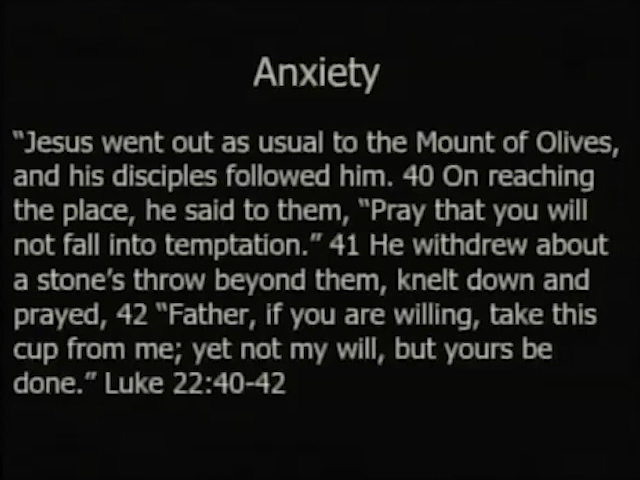 Anxiety
“Jesus went out as usual to the Mount of Olives,
and his disciples followed him. 40 On reaching
the place, he said to them, “Pray that you will
not fall into temptation.” 41 He withdrew about
a stone’s throw beyond them, knelt down and
prayed, 42 “Father, if you are willing, take this
cup from me; yet not my will, but yours be
done.” Luke 22:40-42